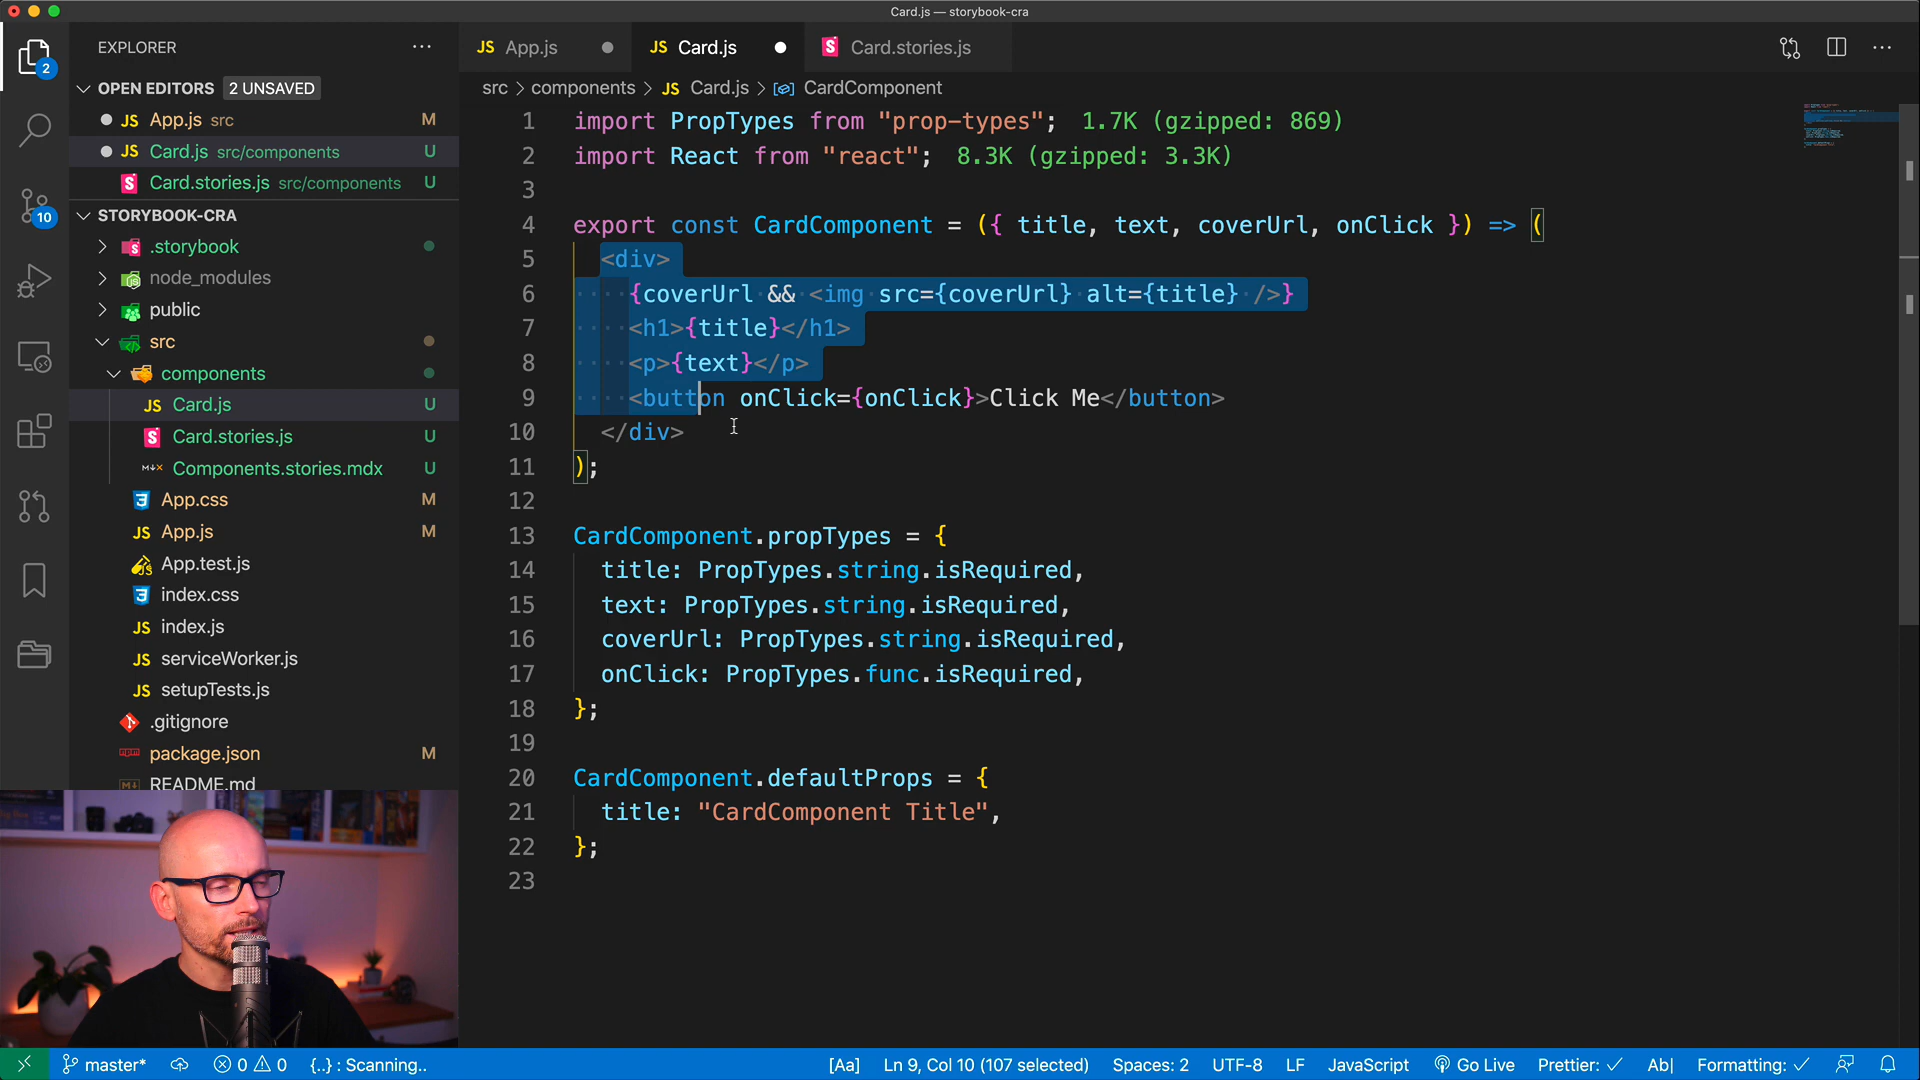 Card.js — storybook-cra
EXPLORER
JS App.js
JS Card.js
Card.stories.js
OPEN EDITORS 2 UNSAVED
JS App.js src M
JS Card.js src/components U
Card.stories.js src/components U
STORYBOOK-CRA
.storybook
node_modules
public
src
components
JS Card.js U
Card.stories.js U
Components.stories.mdx U
App.css M
JS App.js M
App.test.js
index.css
JS index.js
JS serviceWorker.js
JS setupTests.js
.gitignore
package.json M
README.md
2
10
src > components > JS Card.js > CardComponent
1 import PropTypes from "prop-types"; 1.7K (gzipped: 869)
2 import React from "react"; 8.3K (gzipped: 3.3K)
3
4 export const CardComponent = ({ title, text, coverUrl, onClick }) => (
5 <div>
6 {coverUrl && <img src={coverUrl} alt={title} />}
7 <h1>{title}</h1>
8 <p>{text}</p>
9 <button onClick={onClick}>Click Me</button>
10 </div>
11 );
12
13 CardComponent.propTypes = {
14 title: PropTypes.string.isRequired,
15 text: PropTypes.string.isRequired,
16 coverUrl: PropTypes.string.isRequired,
17 onClick: PropTypes.func.isRequired,
18 };
19
20 CardComponent.defaultProps = {
21 title: "CardComponent Title",
22 };
23
master* 0 0 {..} : Scanning.. [Aa] Ln 9, Col 10 (107 selected) Spaces: 2 UTF-8 LF JavaScript Go Live Prettier: ✓ Ab| Formatting: ✓